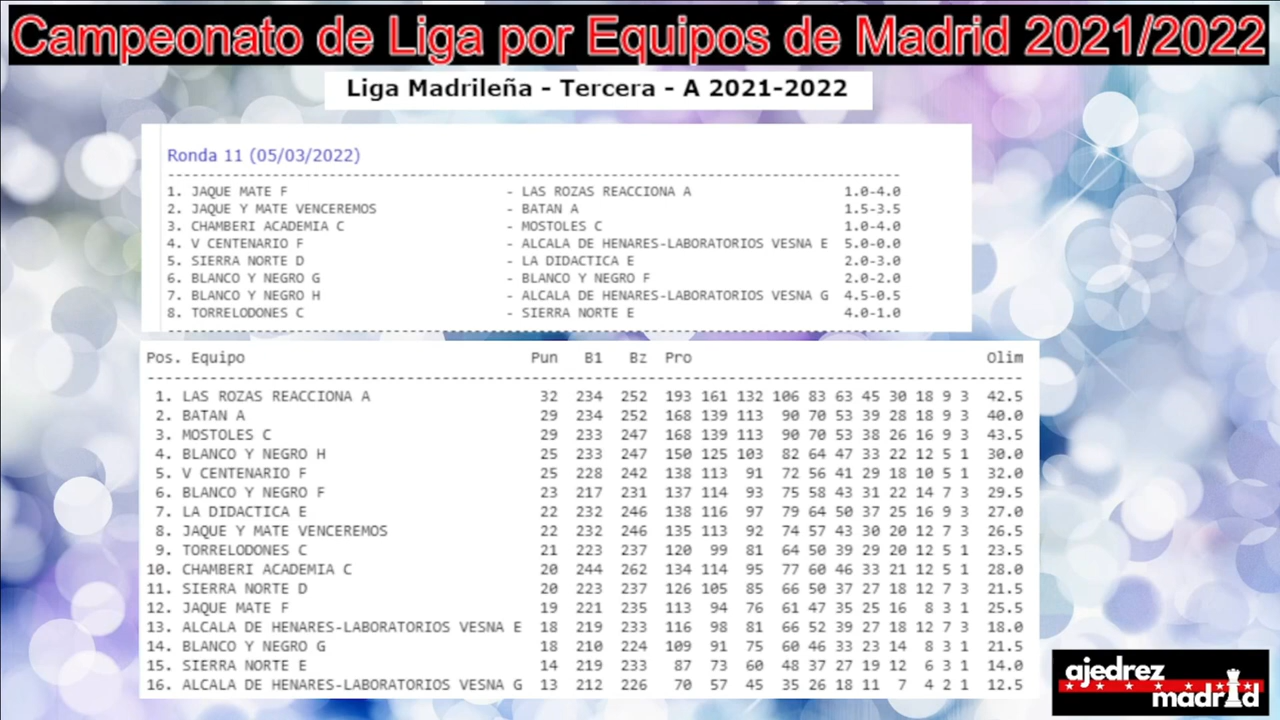 Campeonato de Liga por Equipos de Madrid 2021/2022
Liga Madrileña - Tercera - A 2021-2022
Ronda 11 (05/03/2022)
1. JAQUE MATE F - LAS ROZAS REACCIONA A 1.0-4.0
2. JAQUE Y MATE VENCEREMOS - BATAN A 1.5-3.5
3. CHAMBERI ACADEMIA C - MOSTOLES C 1.0-4.0
4. V CENTENARIO F - ALCALA DE HENARES-LABORATORIOS VESNA E 5.0-0.0
5. SIERRA NORTE D - LA DIDACTICA E 2.0-3.0
6. BLANCO Y NEGRO G - BLANCO Y NEGRO F 2.0-2.0
7. BLANCO Y NEGRO H - ALCALA DE HENARES-LABORATORIOS VESNA G 4.5-0.5
8. TORRELODONES C - SIERRA NORTE E 4.0-1.0
Pos. Equipo Pun B1 Bz Pro Olim
1. LAS ROZAS REACCIONA A 32 234 252 193 161 132 106 83 63 45 30 18 9 3 42.5
2. BATAN A 29 234 252 168 139 113 90 70 53 39 28 18 9 3 40.0
3. MOSTOLES C 29 233 247 168 139 113 90 70 53 38 26 16 9 3 43.5
4. BLANCO Y NEGRO H 25 233 247 150 125 103 82 64 47 33 22 12 5 1 30.0
5. V CENTENARIO F 25 228 242 138 113 91 72 56 41 29 18 10 5 1 32.0
6. BLANCO Y NEGRO F 23 217 231 137 114 93 75 58 43 31 22 14 7 3 29.5
7. LA DIDACTICA E 22 232 246 138 116 97 79 64 50 37 25 16 9 3 27.0
8. JAQUE Y MATE VENCEREMOS 22 232 246 135 113 92 74 57 43 30 20 12 7 3 26.5
9. TORRELODONES C 21 223 237 120 99 81 64 50 39 29 20 12 5 1 23.5
10. CHAMBERI ACADEMIA C 20 244 262 134 114 95 77 60 46 33 21 12 5 1 28.0
11. SIERRA NORTE D 20 223 237 126 105 85 66 50 37 27 18 12 7 3 21.5
12. JAQUE MATE F 19 221 235 113 94 76 61 47 35 25 16 8 3 1 25.5
13. ALCALA DE HENARES-LABORATORIOS VESNA E 18 219 233 116 98 81 66 52 39 27 18 12 7 3 18.0
14. BLANCO Y NEGRO G 18 210 224 109 91 75 60 46 33 23 14 8 3 1 21.5
15. SIERRA NORTE E 14 219 233 87 73 60 48 37 27 19 12 6 3 1 14.0
16. ALCALA DE HENARES-LABORATORIOS VESNA G 13 212 226 70 57 45 35 26 18 11 7 4 2 1 12.5
ajedrez
madrid